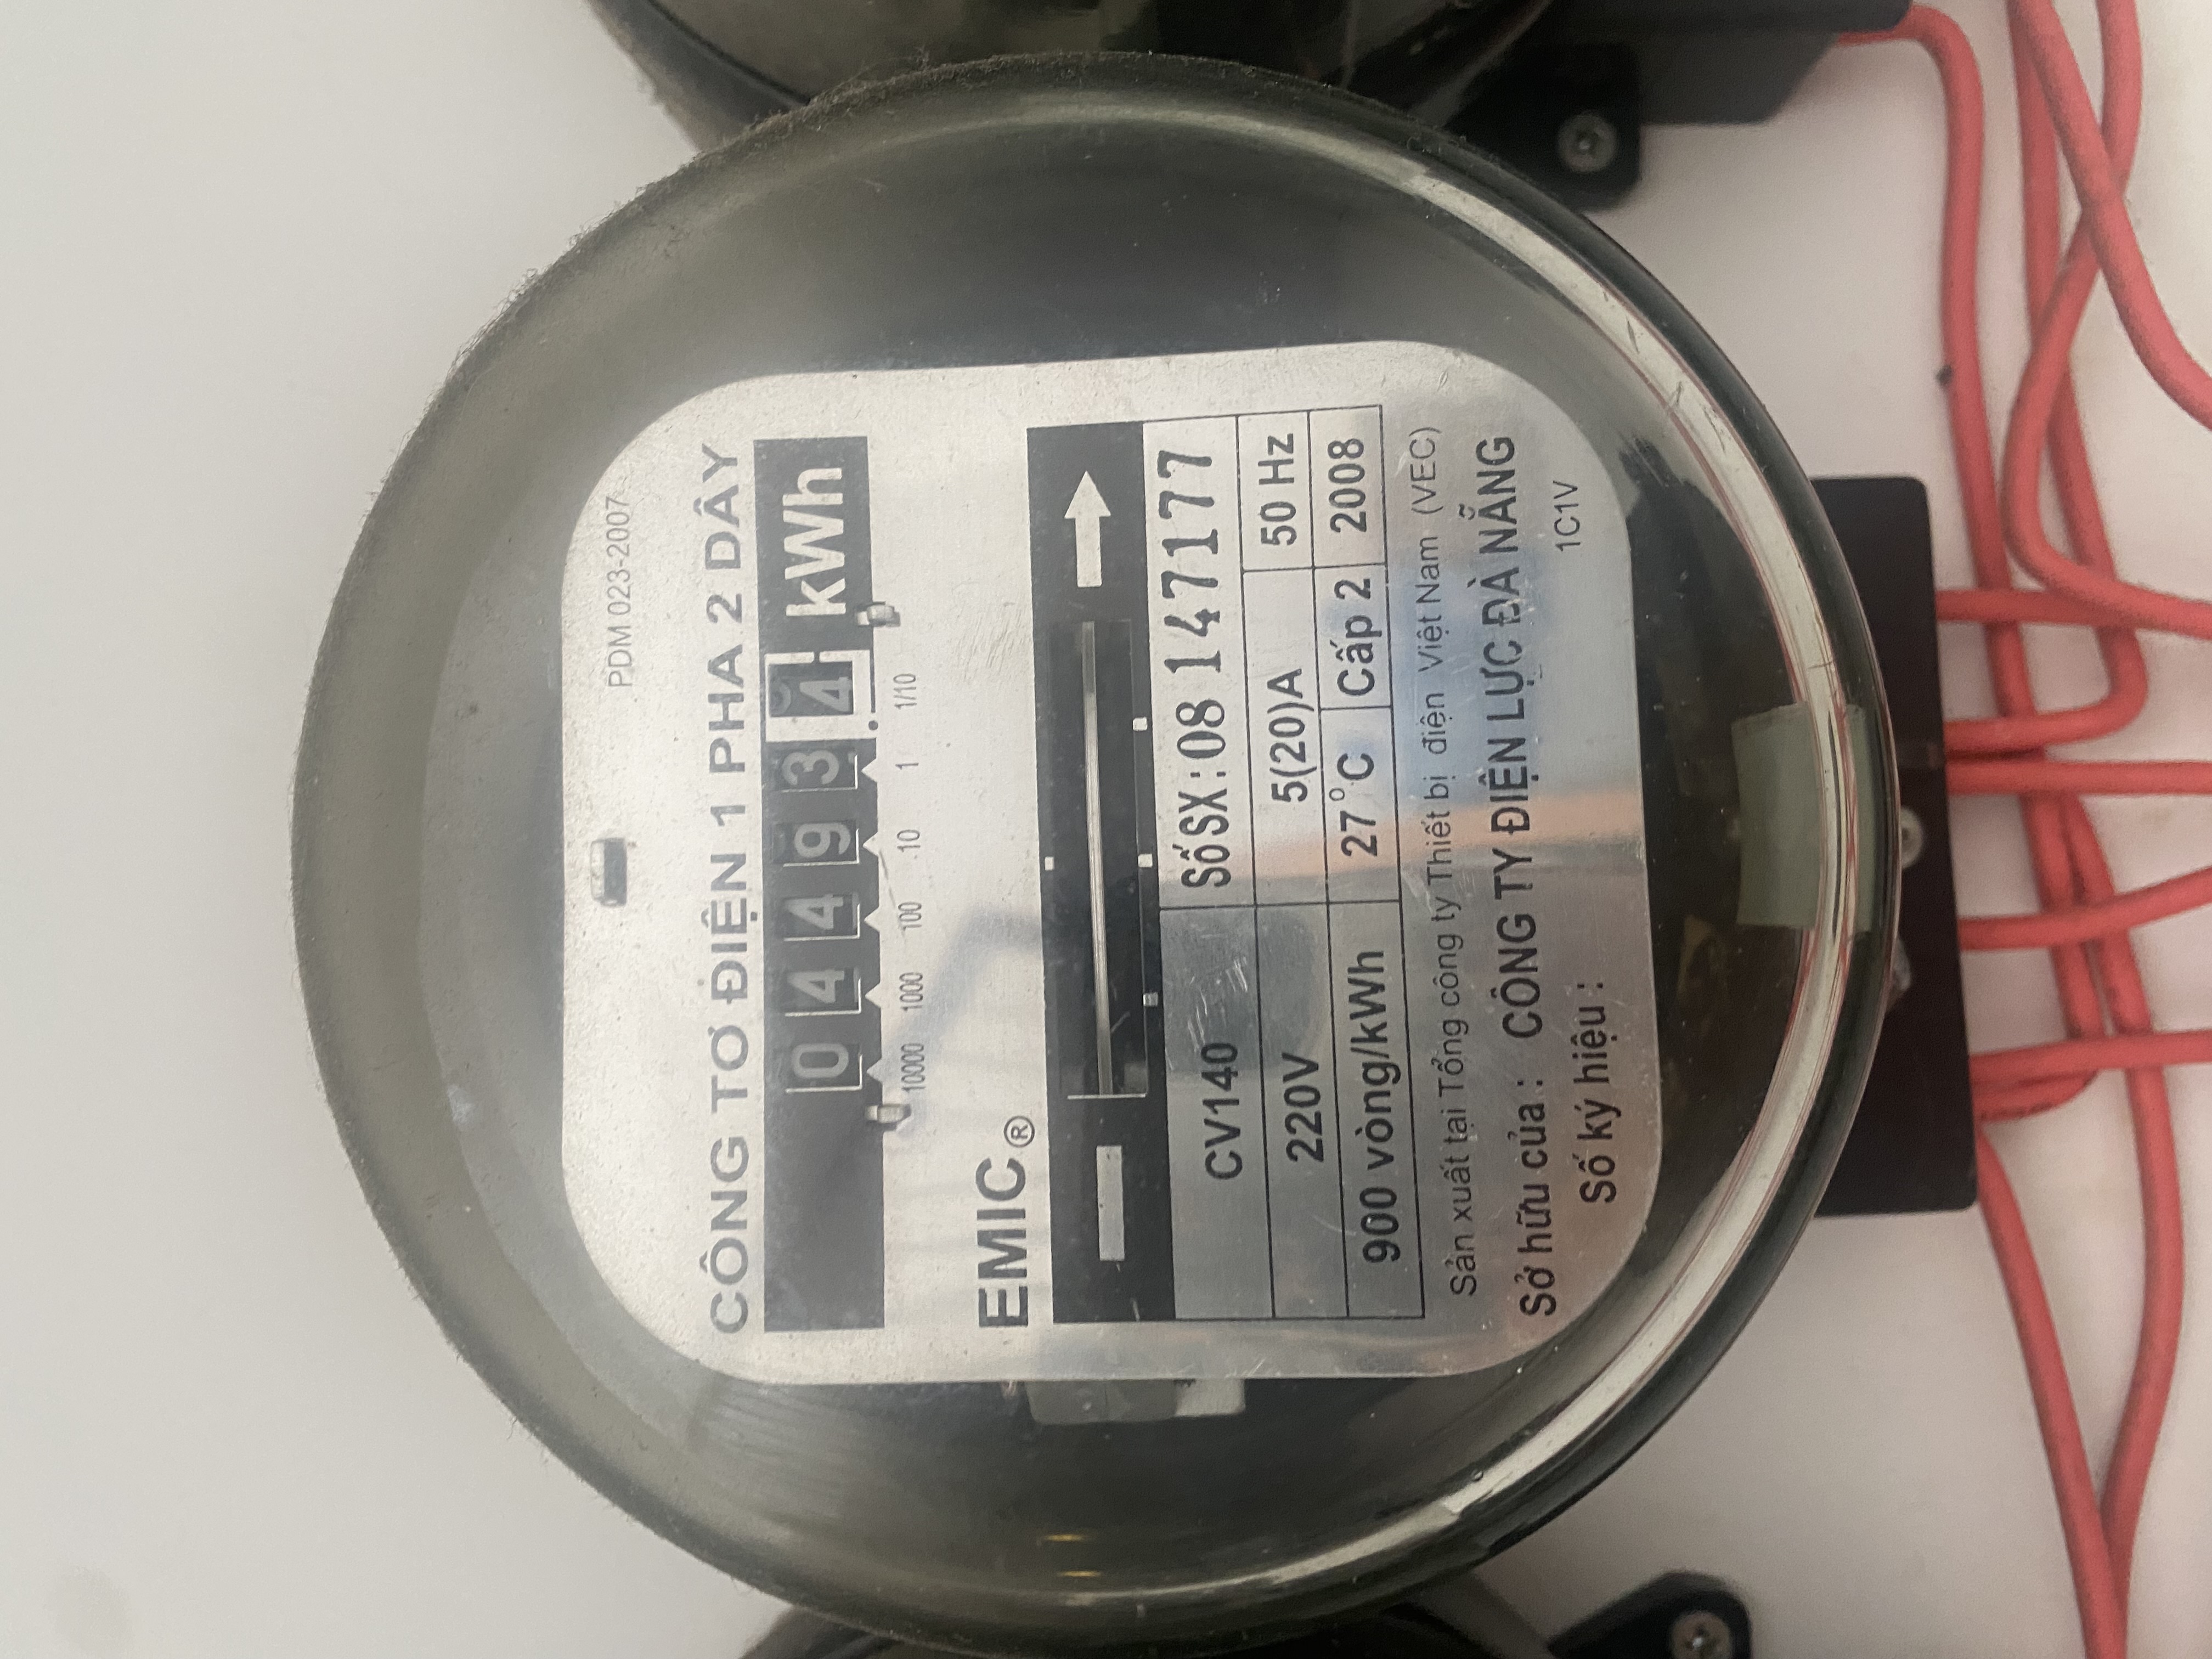 PDM 023-2007
CÔNG TƠ ĐIỆN 1 PHA 2 DÂY
0 4 4 9 3 4 kWh
10000 1000 100 10 1 1/10
EMIC®
CV140 Số SX: 08 147177
220V 5(20)A 50 Hz
900 vòng/kWh 27°C Cấp 2 2008
Sản xuất tại Tổng công ty Thiết bị điện Việt Nam (VEC)
Sở hữu của : CÔNG TY ĐIỆN LỰC ĐÀ NẴNG
Số ký hiệu : 1C1V